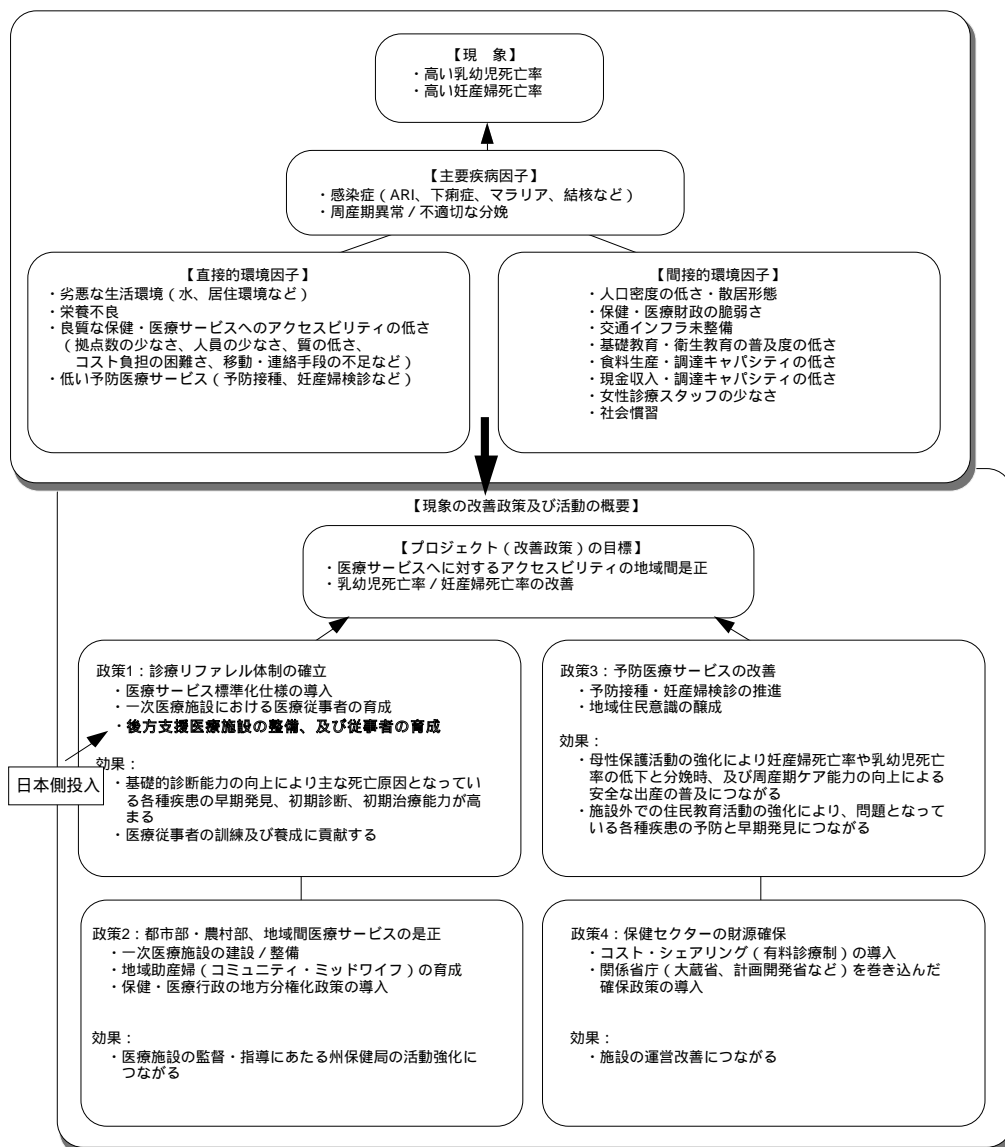 【現　象】
・高い乳幼児死亡率
・高い妊産婦死亡率
【主要疾病因子】
・感染症（ARI、下痢症、マラリア、結核など）
・周産期異常／不適切な分娩
【直接的環境因子】
・劣悪な生活環境（水、居住環境など）
・栄養不良
・良質な保健・医療サービスへのアクセスビリティの低さ
（拠点数の少なさ、人員の少なさ、質の低さ、
コスト負担の困難さ、移動・連絡手段の不足など）
・低い予防医療サービス（予防接種、妊産婦検診など）
【間接的環境因子】
・人口密度の低さ・散居形態
・保健・医療財政の脆弱さ
・交通インフラ未整備
・基礎教育・衛生教育の普及度の低さ
・食料生産・調達キャパシティの低さ
・現金収入・調達キャパシティの低さ
・女性診療スタッフの少なさ
・社会慣習
【現象の改善政策及び活動の概要】
【プロジェクト（改善政策）の目標】
・医療サービスへに対するアクセスビリティの地域間是正
・乳幼児死亡率／妊産婦死亡率の改善
政策1：診療リファレル体制の確立
・医療サービス標準化仕様の導入
・一次医療施設における医療従事者の育成
・後方支援医療施設の整備、及び従事者の育成
効果：
・基礎的診断能力の向上により主な死亡原因となってい
る各種疾患の早期発見、初期診断、初期治療能力が高
まる
・医療従事者の訓練及び養成に貢献する
日本側投入
政策3：予防医療サービスの改善
・予防接種・妊産婦検診の推進
・地域住民意識の醸成
効果：
・母性保護活動の強化により妊産婦死亡率や乳幼児死亡
率の低下と分娩時、及び周産期ケア能力の向上による
安全な出産の普及につながる
・施設外での住民教育活動の強化により、問題となって
いる各種疾患の予防と早期発見につながる
政策2：都市部・農村部、地域間医療サービスの是正
・一次医療施設の建設／整備
・地域助産婦（コミュニティ・ミッドワイフ）の育成
・保健・医療行政の地方分権化政策の導入
効果：
・医療施設の監督・指導にあたる州保健局の活動強化に
つながる
政策4：保健セクターの財源確保
・コスト・シェアリング（有料診療制）の導入
・関係省庁（大蔵省、計画開発省など）を巻き込んだ
確保政策の導入
効果：
・施設の運営改善につながる